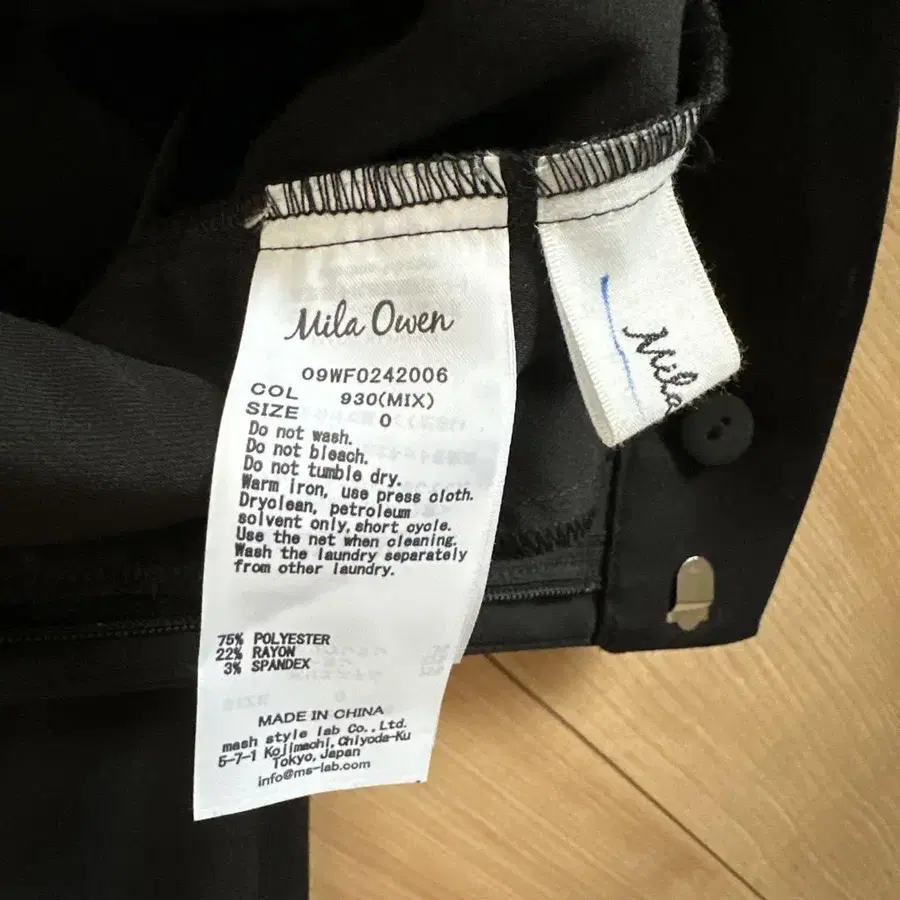 Mila Owen
09WF0242006
COL 930(MIX)
SIZE 0
Do not wash.
Do not bleach.
Do not tumble dry.
Warm iron, use press cloth.
Dryclean, petroleum
solvent only, short cycle.
Use the net when cleaning.
Wash the laundry separately
from other laundry.
75% POLYESTER
22% RAYON
3% SPANDEX
MADE IN CHINA
mash style lab Co., Ltd.
5-7-1 Kojimachi, Chiyoda-Ku
Tokyo, Japan
info@ms-lab.com
Mila